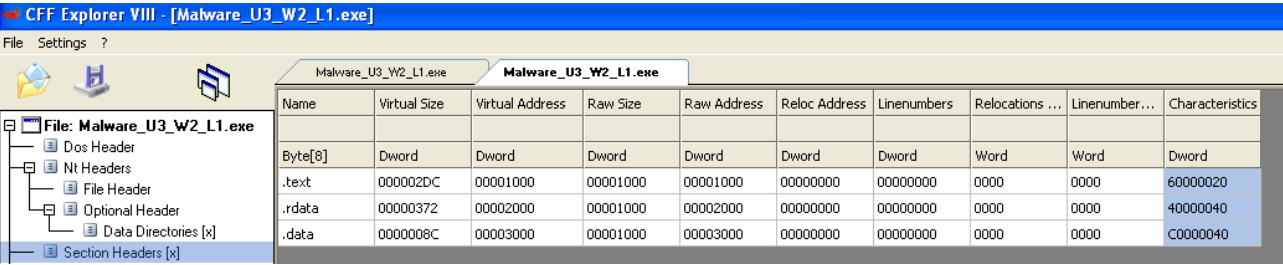 CFF Explorer VIII - [Malware_U3_W2_L1.exe]
File Settings ?
Malware_U3_W2_L1.exe Malware_U3_W2_L1.exe
File: Malware_U3_W2_L1.exe
Dos Header
Nt Headers
File Header
Optional Header
Data Directories [x]
Section Headers [x]
Name Virtual Size Virtual Address Raw Size Raw Address Reloc Address Linenumbers Relocations ... Linenumber... Characteristics
Byte[8] Dword Dword Dword Dword Dword Dword Word Word Dword
.text 000002DC 00001000 00001000 00001000 00000000 00000000 0000 0000 60000020
.rdata 00000372 00002000 00001000 00002000 00000000 00000000 0000 0000 40000040
.data 0000008C 00003000 00001000 00003000 00000000 00000000 0000 0000 C0000040